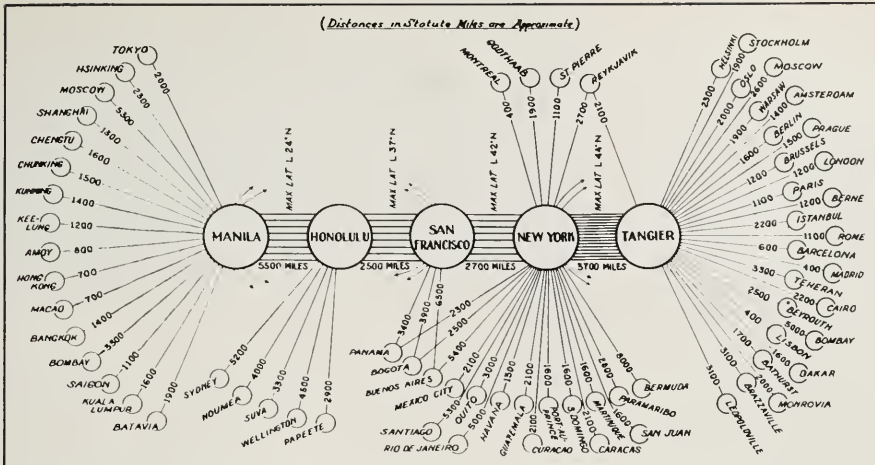 (Distances in Statute Miles are Approximate)
TOKYO
2000
HSINKING
2300
MOSCOW
5300
SHANGHAI
1300
CHENGTU
1600
CHUNKING
1500
KUNMING
1400
KEE-
LUNG
1200
AMOY
800
HONG
KONG
700
MACAO
700
BANGKOK
1400
BOMBAY
SAIGON
1100
KUALA
LUMPUR
1600
BATAVIA
1900
MANILA
5500 MILES
MAX LAT L 24° N
HONOLULU
SYDNEY
5200
NOUMEA
4000
SUVA
WELLINGTON
PAPEETE
2900
2500 MILES
MAX LAT L 37° N
SAN
FRANCISCO
PANAMA
3400
BOGOTA
3900
BUENOS AIRES
6500
2700 MILES
MAX LAT L 42° N
NEW YORK
MONTREAL
400
GODTHAAB
1900
ST PIERRE
1100
REYKJAVIK
2700
2100
2300
2500
5400
MEXICO CITY
2100
SANTIAGO
5300
QUITO
3000
RIO DE JANEIRO
5000
HAVANA
1300
GUATEMALA
2100
CURACAO
2100
PORT-AU-
PRINCE
1600
S. DOMINGO
1600
CARACAS
2100
MARTINIQUE
SAN JUAN
1600
PARAMARIBO
2600
BERMUDA
3700 MILES
MAX LAT L 44° N
TANGIER
HELSINKI
2300
STOCKHOLM
1900
OSLO
2000
MOSCOW
2600
WARSAW
1900
AMSTERDAM
1400
BERLIN
1600
PRAGUE
BRUSSELS
1200
LONDON
1200
PARIS
1100
BERNE
1200
ISTANBUL
2200
ROME
1100
BARCELONA
600
MADRID
400
TEHERAN
3300
CAIRO
2200
BEYROUTH
2500
BOMBAY
5000
LISBON
400
DAKAR
1600
BATHURST
1700
MONROVIA
2000
BRAZZAVILLE
3100
LEOPOLDVILLE
3100